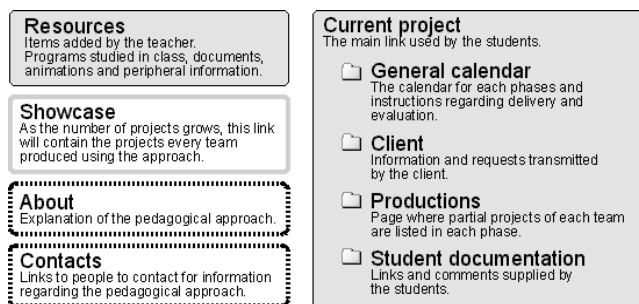 Resources
Items added by the teacher.
Programs studied in class, documents,
animations and peripheral information.
Showcase
As the number of projects grows, this link
will contain the projects every team
produced using the approach.
About
Explanation of the pedagogical approach.
Contacts
Links to people to contact for information
regarding the pedagogical approach.
Current project
The main link used by the students.
General calendar
The calendar for each phases and
instructions regarding delivery and
evaluation.
Client
Information and requests transmitted
by the client.
Productions
Page where partial projects of each team
are listed in each phase.
Student documentation
Links and comments supplied by
the students.